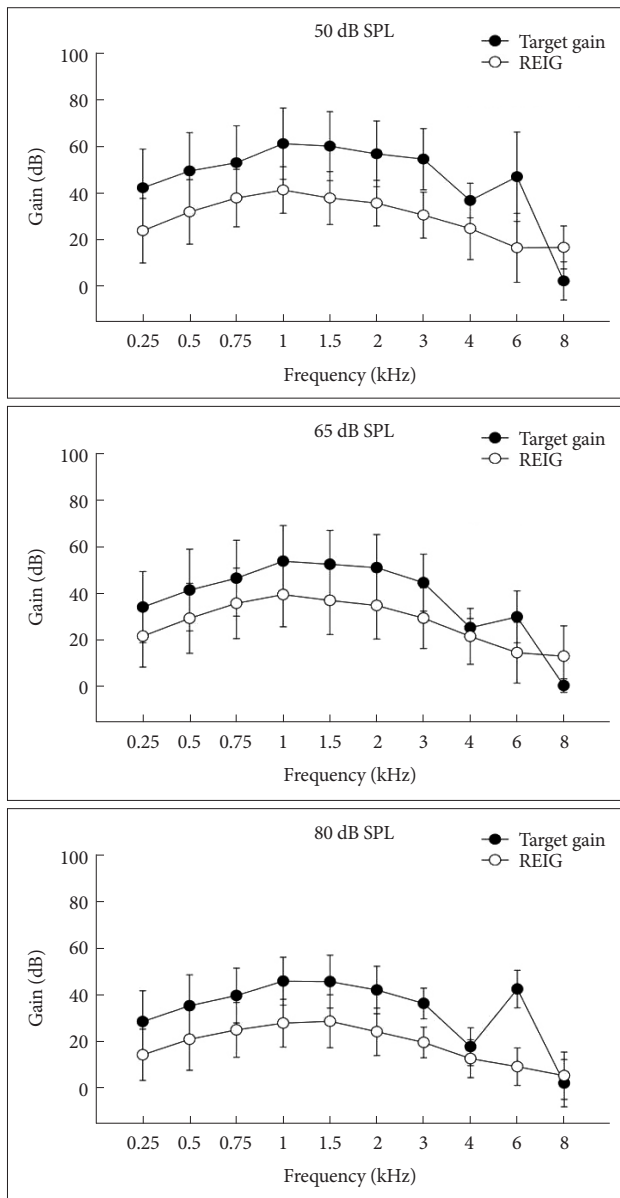 50 dB SPL
Target gain
REIG
Gain (dB)
100
80
60
40
20
0
0.25 0.5 0.75 1 1.5 2 3 4 6 8
Frequency (kHz)
65 dB SPL
Target gain
REIG
Gain (dB)
100
80
60
40
20
0
0.25 0.5 0.75 1 1.5 2 3 4 6 8
Frequency (kHz)
80 dB SPL
Target gain
REIG
Gain (dB)
100
80
60
40
20
0
0.25 0.5 0.75 1 1.5 2 3 4 6 8
Frequency (kHz)